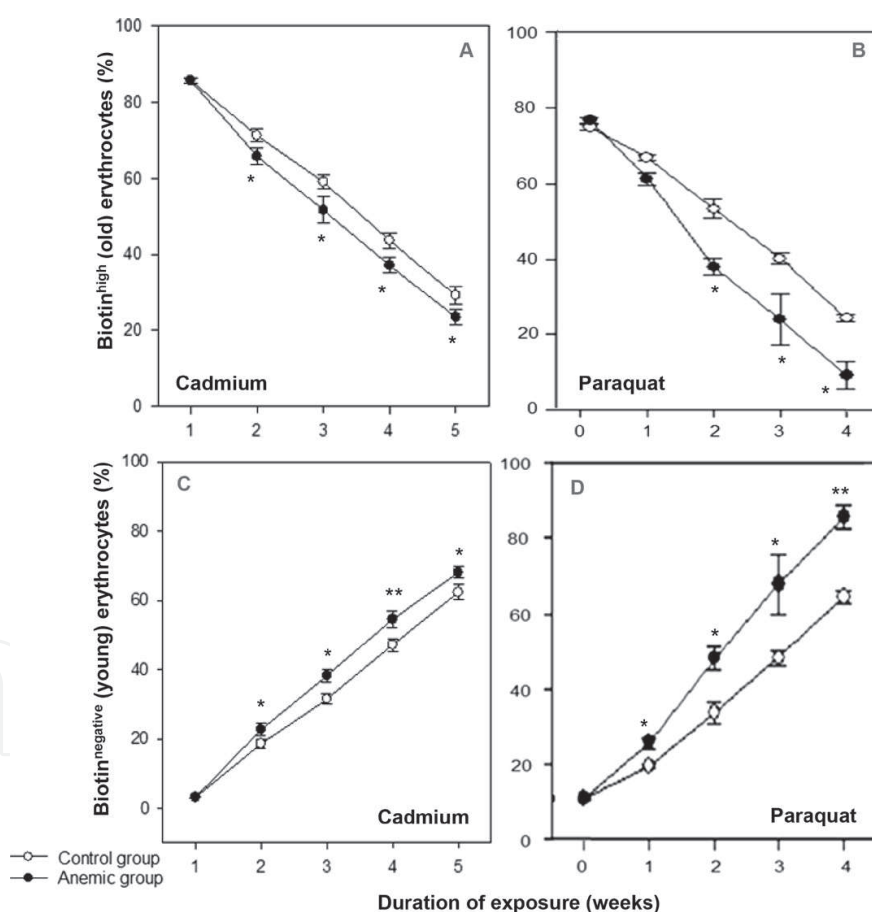 Biotinhigh (old) erythrocytes (%)
100
80
60
40
20
0
A
*
*
*
*
Cadmium
1 2 3 4 5
100
80
60
40
20
0
B
*
*
*
Paraquat
0 1 2 3 4
Biotinnegative (young) erythrocytes (%)
100
80
60
40
20
0
C
*
*
**
*
Cadmium
1 2 3 4 5
100
80
60
40
20
0
D
*
*
*
**
Paraquat
0 1 2 3 4
Control group
Anemic group
Duration of exposure (weeks)